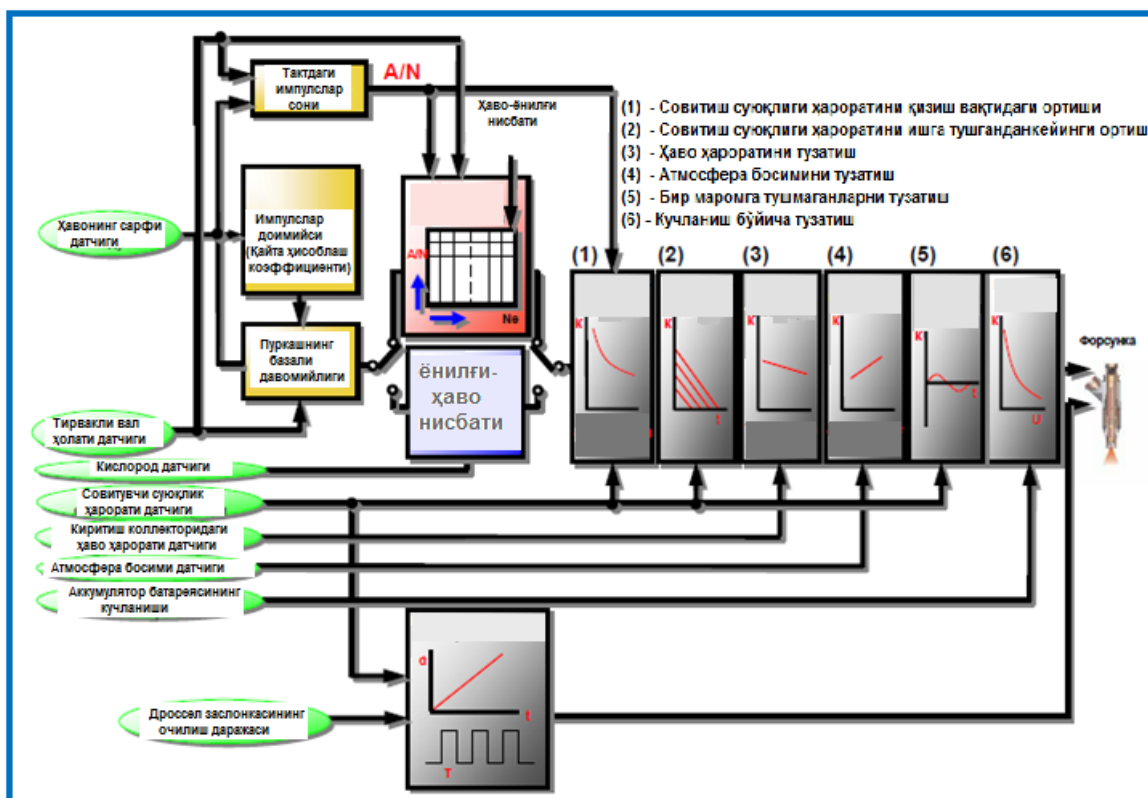 Тактдаги
импулслар
сони
A/N
Ҳаво-ёнилғи
нисбати
(1) - Совитиш суюқлиги ҳароратини қизиш вақтидаги ортиши
(2) - Совитиш суюқлиги ҳароратини ишга тушганданкейинги ортиш
(3) - Ҳаво ҳароратини тузатиш
(4) - Атмосфера босимини тузатиш
(5) - Бир маромга тушмаганларни тузатиш
(6) - Кучланиш бўйича тузатиш
Ҳавонинг сарфи
датчиги
Импулслар
доимийси
(Қайта ҳисоблаш
коэффициенти)
A/N
Ne
(1)
(2)
(3)
(4)
(5)
(6)
K
K
t
K
K
K
t
K
U
Форсунка
Пуркашнинг
базали
давомийлиги
ёнилғи-
ҳаво
нисбати
Тирвакли вал
ҳолати датчиги
Кислород датчиги
Совитувчи суюқлик
ҳарорати датчиги
Киритиш коллекторидаги
ҳаво ҳарорати датчиги
Атмосфера босими датчиги
Аккумулятор батареясининг
кучланиши
α
t
T
Дроссел заслонкасининг
очилиш даражаси